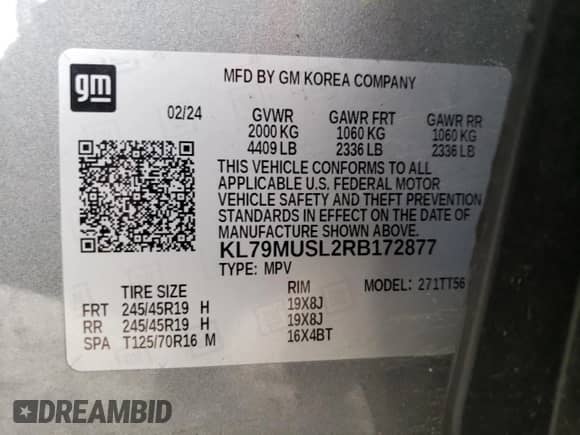 gm
MFD BY GM KOREA COMPANY
02/24 GVWR GAWR FRT GAWR RR
2000 KG 1060 KG 1060 KG
4409 LB 2336 LB 2336 LB
THIS VEHICLE CONFORMS TO ALL
APPLICABLE U.S. FEDERAL MOTOR
VEHICLE SAFETY AND THEFT PREVENTION
STANDARDS IN EFFECT ON THE DATE OF
MANUFACTURE SHOWN ABOVE.
KL79MUSL2RB172877
TYPE: MPV MODEL: 271TT56
TIRE SIZE RIM
FRT 245/45R19 H 19X8J
RR 245/45R19 H 19X8J
SPA T125/70R16 M 16X4BT
#DREAMBID